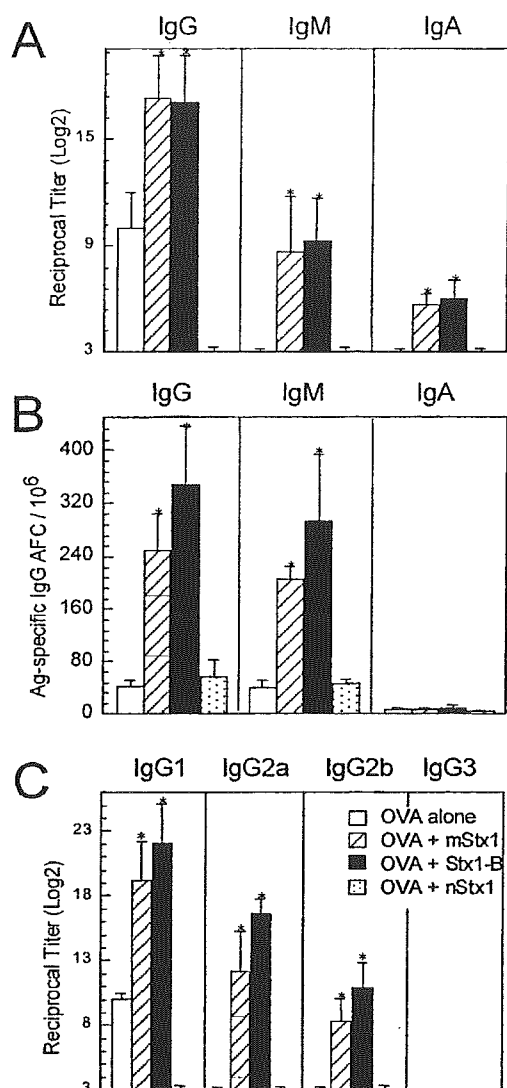 A
IgG IgM IgA
Reciprocal Titer (Log2)
15
9
3
* * * * * *
B
IgG IgM IgA
Ag-specific IgG AFC / 10⁶
400
320
240
160
80
0
* * * *
C
IgG1 IgG2a IgG2b IgG3
Reciprocal Titer (Log2)
23
18
13
8
3
* * * * * *
OVA alone
OVA + mStx1
OVA + Stx1-B
OVA + nStx1